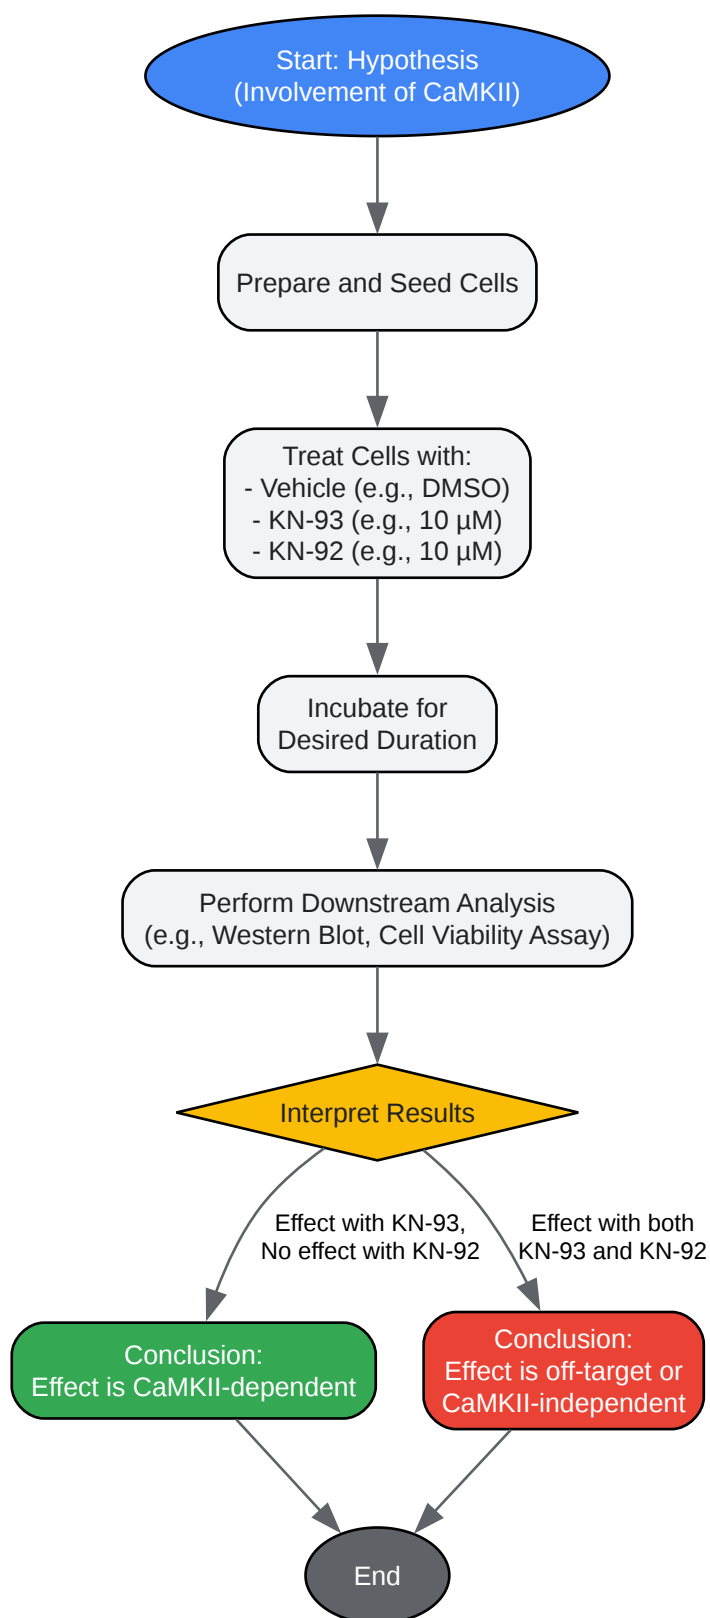 Start: Hypothesis
(Involvement of CaMKII)
Prepare and Seed Cells
Treat Cells with:
- Vehicle (e.g., DMSO)
- KN-93 (e.g., 10 µM)
- KN-92 (e.g., 10 µM)
Incubate for
Desired Duration
Perform Downstream Analysis
(e.g., Western Blot, Cell Viability Assay)
Interpret Results
Effect with KN-93,
No effect with KN-92
Effect with both
KN-93 and KN-92
Conclusion:
Effect is CaMKII-dependent
Conclusion:
Effect is off-target or
CaMKII-independent
End